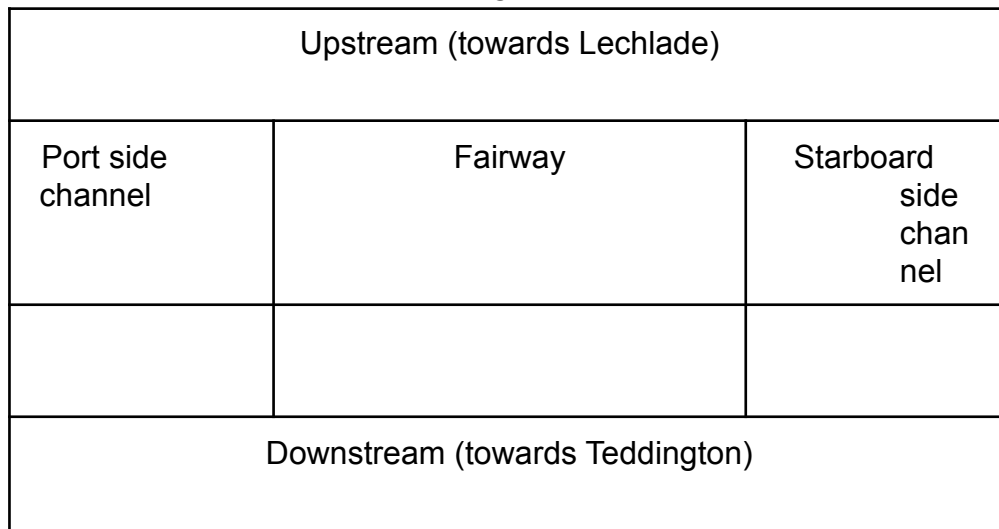 Upstream (towards Lechlade)
Port side
channel
Fairway
Starboard
side
chan
nel
Downstream (towards Teddington)